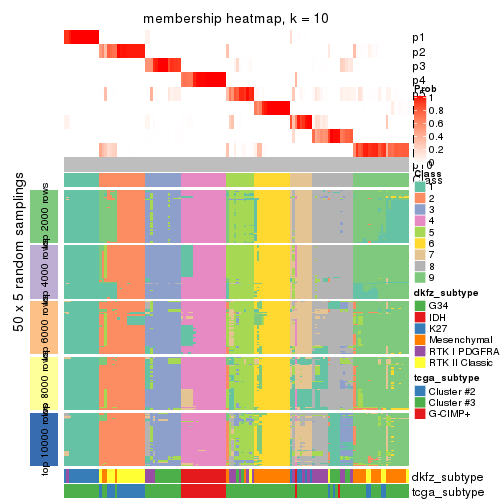 membership heatmap, k = 10
p1
p2
p3
p4
Prob
1
0.8
0.6
0.4
0.2
0
Class
1
2
3
4
5
6
7
8
9
dkfz_subtype
G34
IDH
K27
Mesenchymal
RTK I PDGFRA
RTK II Classic
tcga_subtype
Cluster #2
Cluster #3
G-CIMP+
50 x 5 random samplings
top 2000 rows
top 4000 rows
top 6000 rows
top 8000 rows
top 10000 rows
dkfz_subtype
tcga_subtype